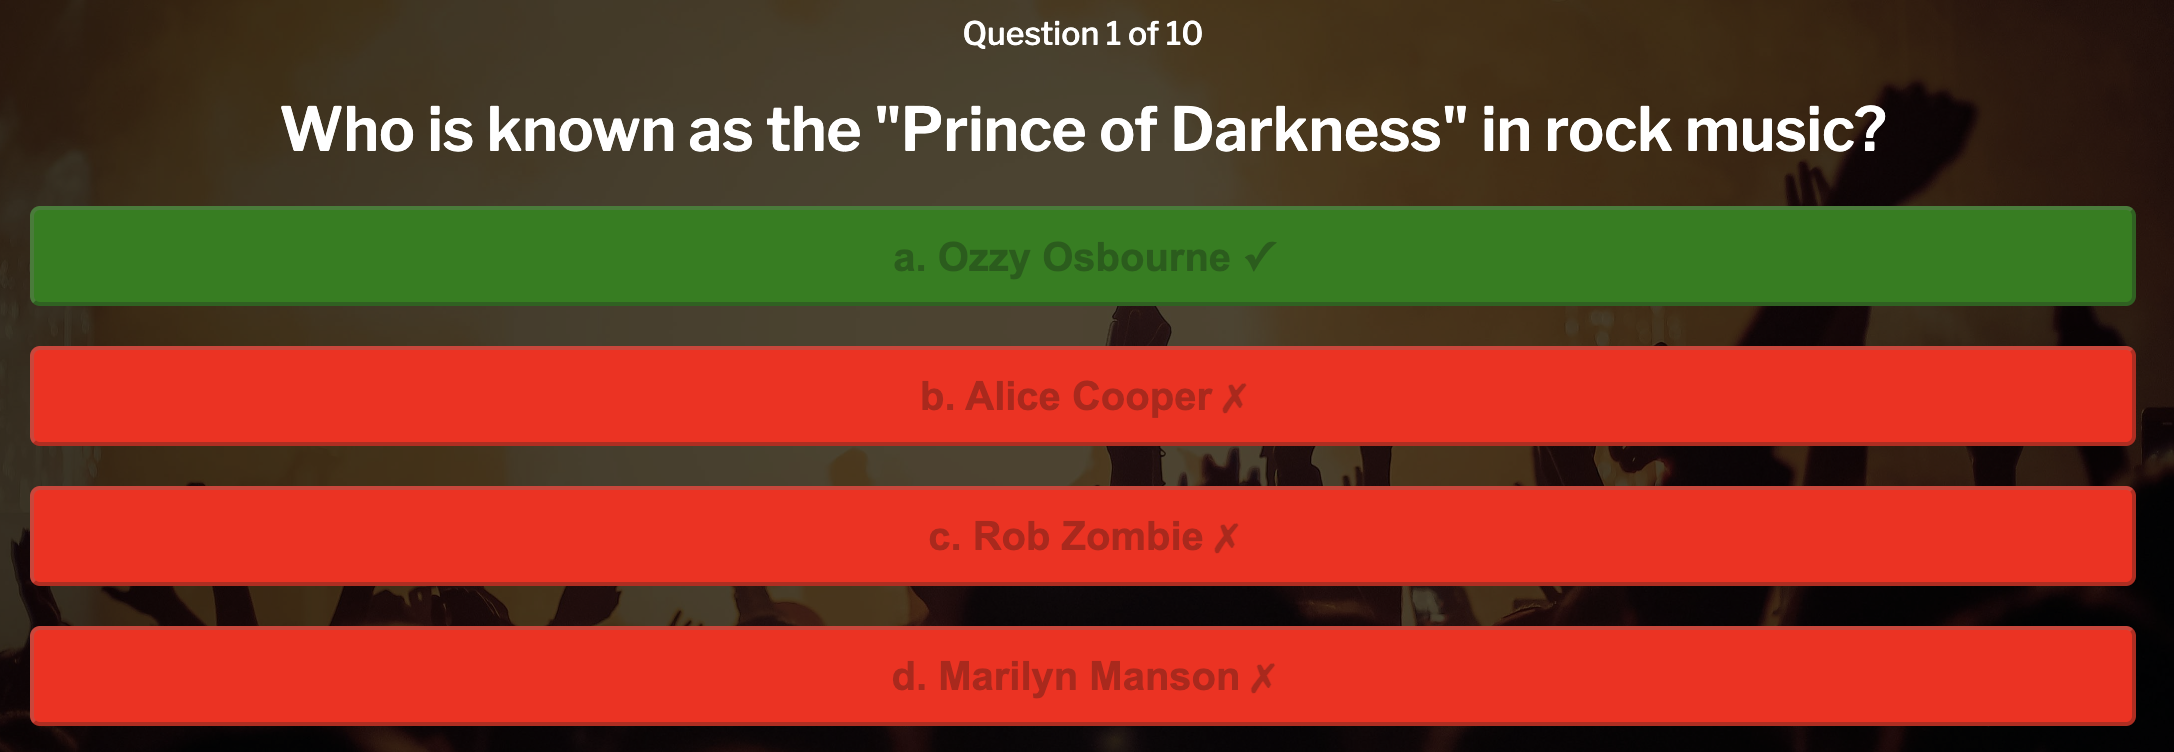 Question 1 of 10
Who is known as the "Prince of Darkness" in rock music?
a. Ozzy Osbourne ✓
b. Alice Cooper ✗
c. Rob Zombie ✗
d. Marilyn Manson ✗